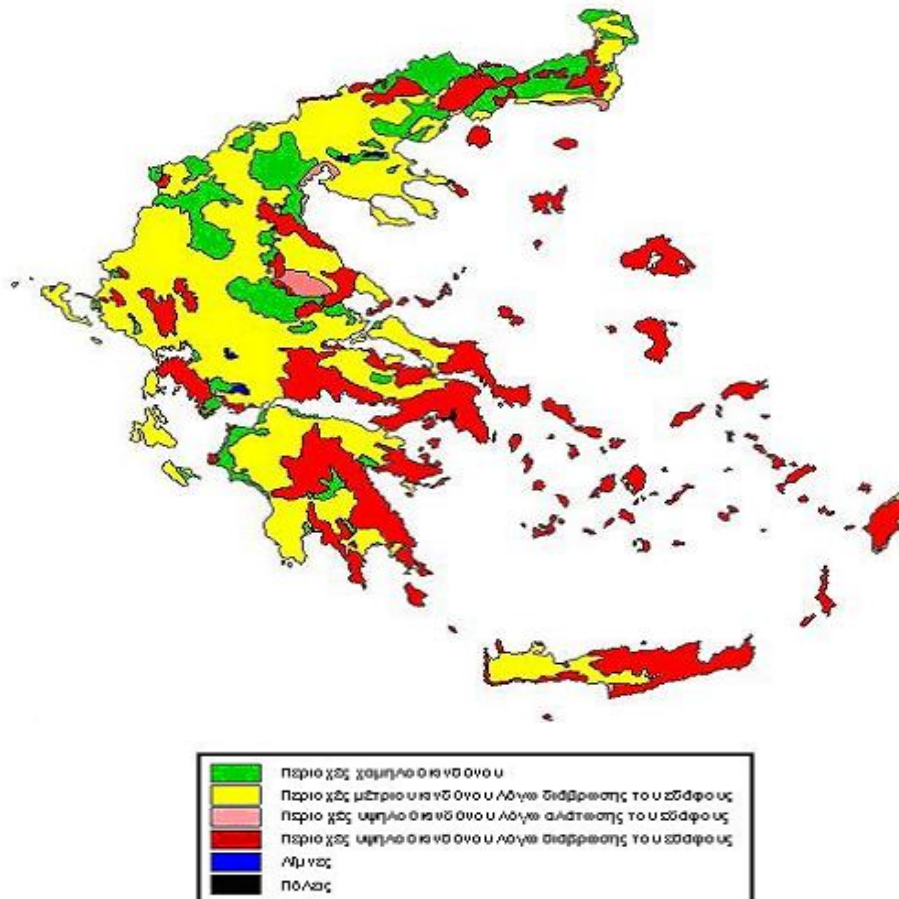 Περιοχές χαμηλού κινδύνου
Περιοχές μέτριου κινδύνου λόγω διάβρωσης του εδάφους
Περιοχές υψηλού κινδύνου λόγω αλάτωσης του εδάφους
Περιοχές υψηλού κινδύνου λόγω διάβρωσης του εδάφους
Λίμνες
Πόλεις